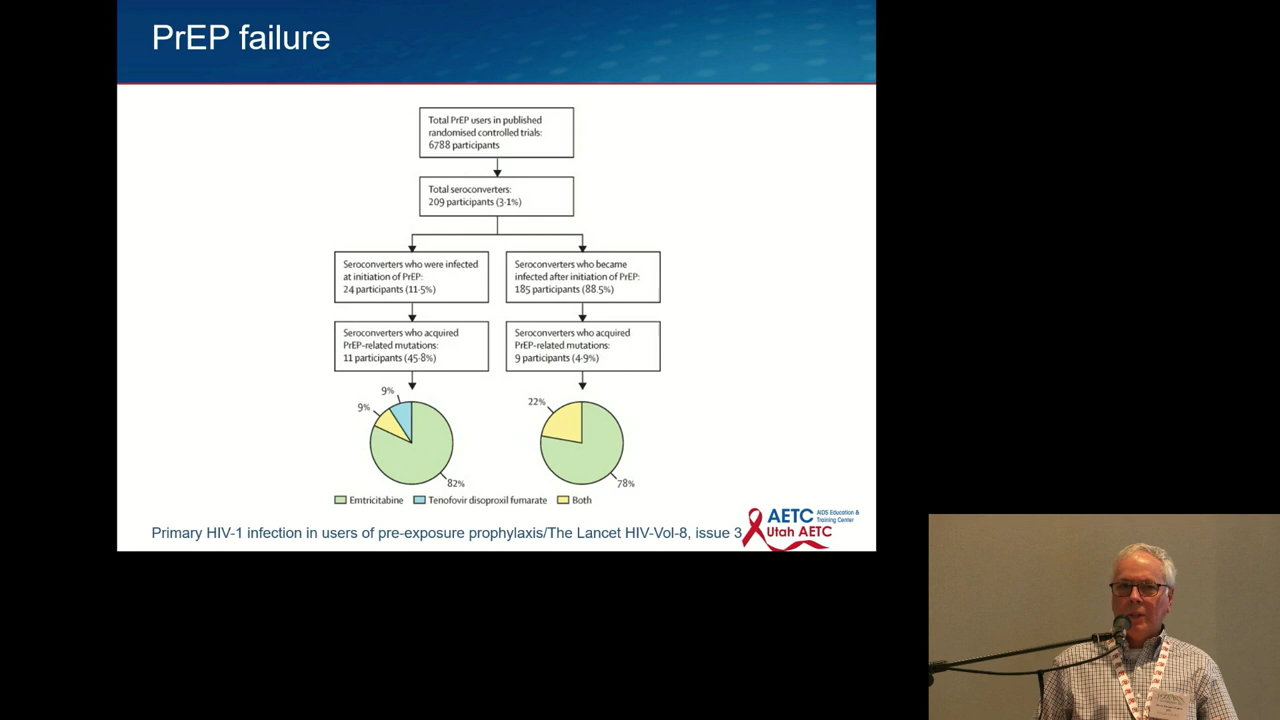 PrEP failure
Total PrEP users in published
randomised controlled trials:
6788 participants
Total seroconverters:
209 participants (3·1%)
Seroconverters who were infected
at initiation of PrEP:
24 participants (11·5%)
Seroconverters who became
infected after initiation of PrEP:
185 participants (88.5%)
Seroconverters who acquired
PrEP-related mutations:
11 participants (45·8%)
Seroconverters who acquired
PrEP-related mutations:
9 participants (4·9%)
9%
9%
82%
22%
78%
Emtricitabine
Tenofovir disoproxil fumarate
Both
Primary HIV-1 infection in users of pre-exposure prophylaxis/The Lancet HIV-Vol-8, issue 3
AETC
AIDS Education &
Training Center
Utah AETC